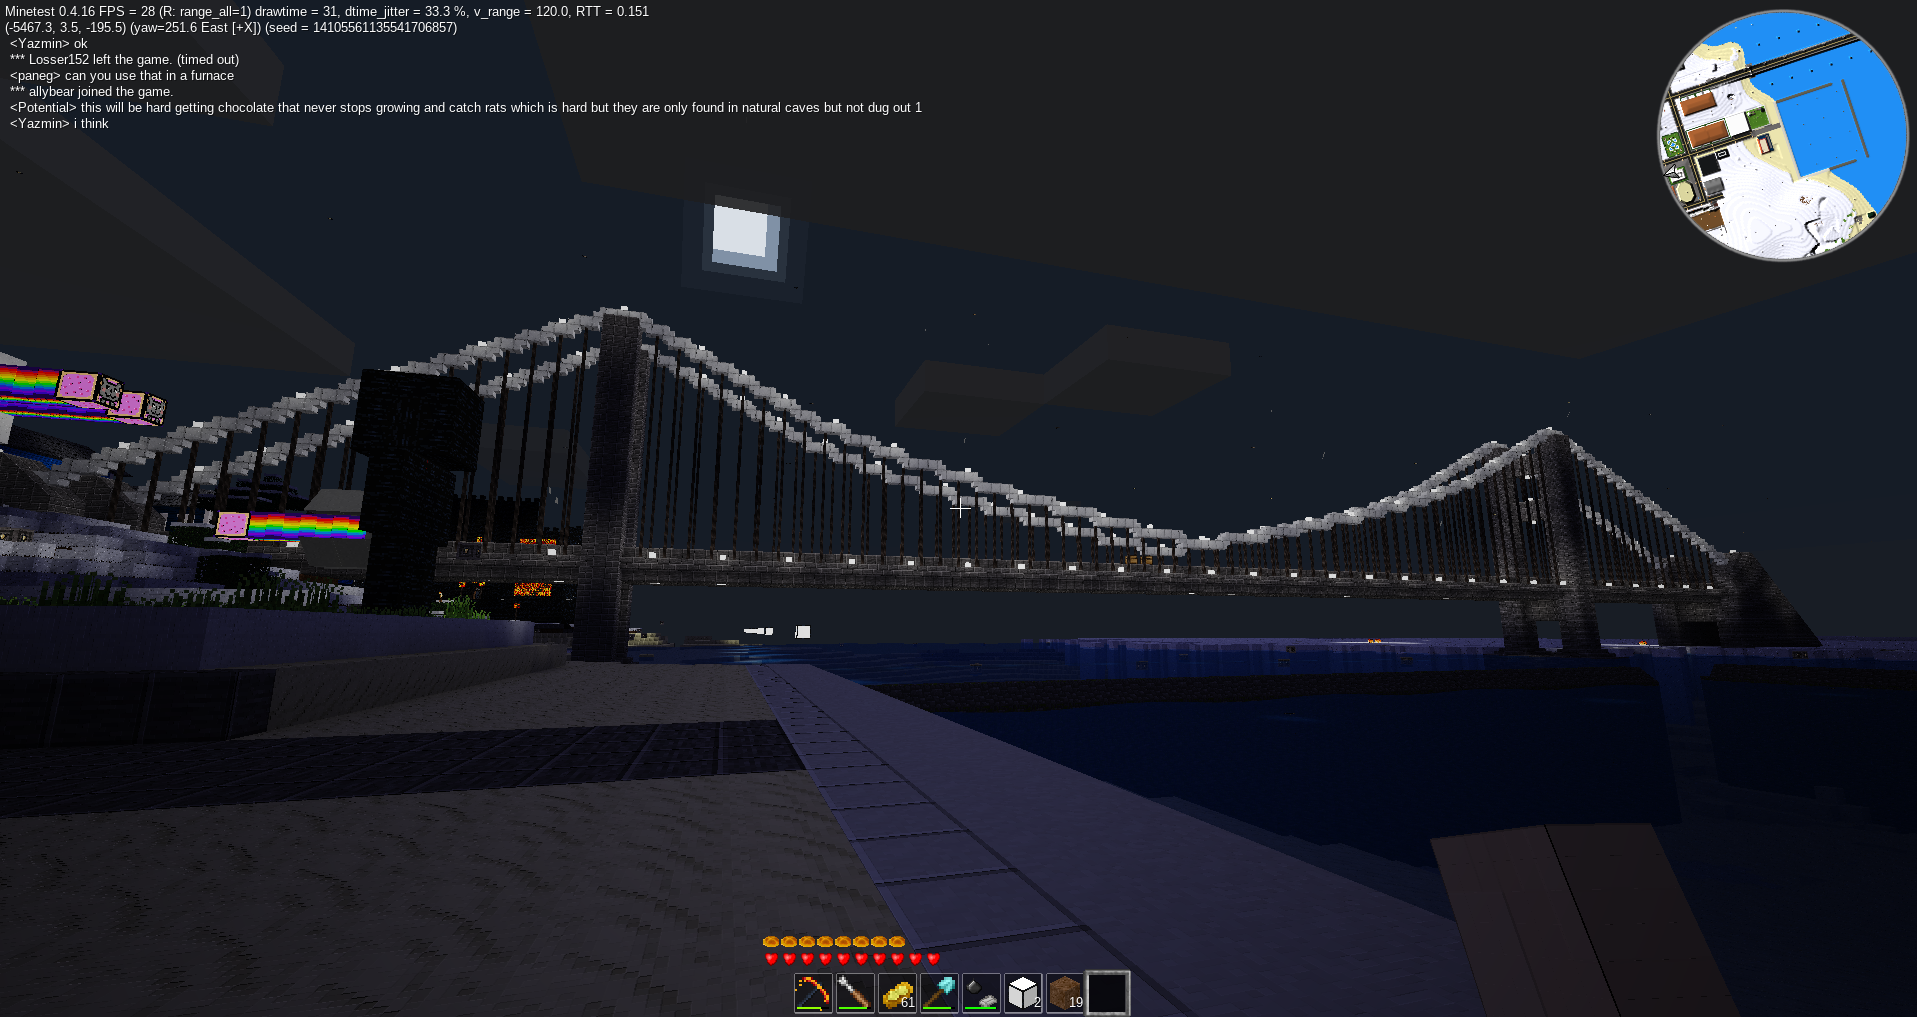 Minetest 0.4.16 FPS = 28 (R: range_all=1) drawtime = 31, dtime_jitter = 33.3 %, v_range = 120.0, RTT = 0.151
(-5467.3, 3.5, -195.5) (yaw=251.6 East [+X]) (seed = 14105561135541706857)
<Yazmin> ok
*** Losser152 left the game. (timed out)
<paneg> can you use that in a furnace
*** allybear joined the game.
<Potential> this will be hard getting chocolate that never stops growing and catch rats which is hard but they are only found in natural caves but not dug out 1
<Yazmin> i think
61 2 19